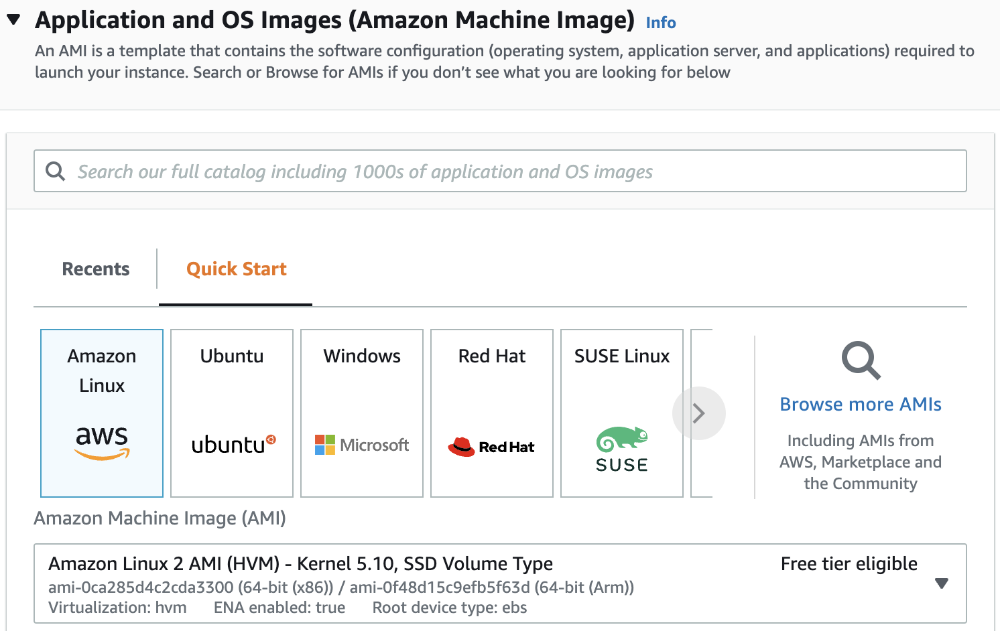 Application and OS Images (Amazon Machine Image) Info
An AMI is a template that contains the software configuration (operating system, application server, and applications) required to
launch your instance. Search or Browse for AMIs if you don’t see what you are looking for below
Search our full catalog including 1000s of application and OS images
Recents
Quick Start
Amazon
Linux
aws
Ubuntu
ubuntu
Windows
Microsoft
Red Hat
Red Hat
SUSE Linux
SUSE
Browse more AMIs
Including AMIs from
AWS, Marketplace and
the Community
Amazon Machine Image (AMI)
Amazon Linux 2 AMI (HVM) - Kernel 5.10, SSD Volume Type
Free tier eligible
ami-0ca285d4c2cda3300 (64-bit (x86)) / ami-0f48d15c9efb5f63d (64-bit (Arm))
Virtualization: hvm ENA enabled: true Root device type: ebs